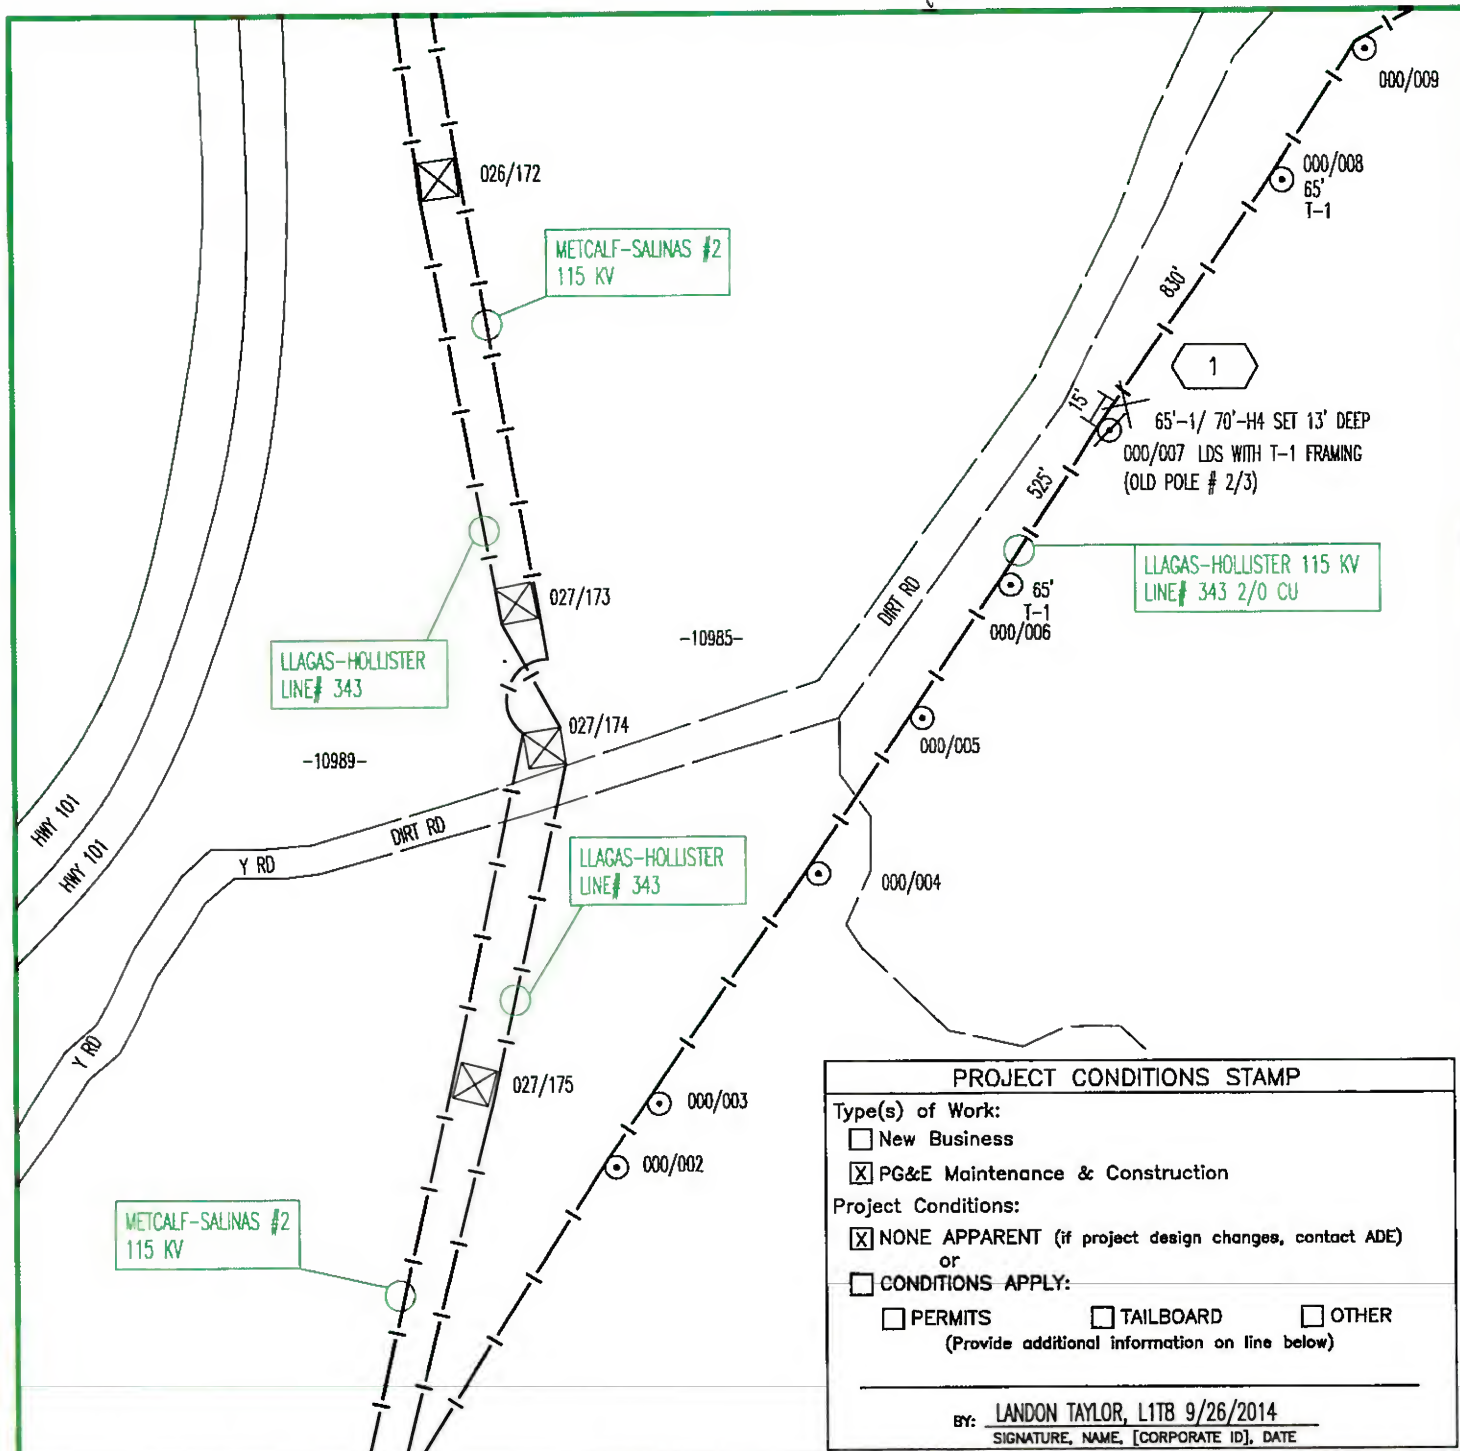 000/009
026/172
000/008
65'
T-1
METCALF-SALINAS #2
115 KV
830'
1
15'
65'-1/ 70'-H4 SET 13' DEEP
000/007 LDS WITH T-1 FRAMING
(OLD POLE # 2/3)
525'
LLAGAS-HOLLISTER 115 KV
LINE# 343 2/0 CU
65'
T-1
000/006
027/173
DIRT RD
-10985-
LLAGAS-HOLLISTER
LINE# 343
027/174
000/005
-10989-
HWY 101
HWY 101
DIRT RD
Y RD
LLAGAS-HOLLISTER
LINE# 343
000/004
Y RD
027/175
000/003
000/002
METCALF-SALINAS #2
115 KV
PROJECT CONDITIONS STAMP
Type(s) of Work:
New Business
X PG&E Maintenance & Construction
Project Conditions:
X NONE APPARENT (if project design changes, contact ADE)
or
CONDITIONS APPLY:
PERMITS TAILBOARD OTHER
(Provide additional information on line below)
BY: LANDON TAYLOR, L1TB 9/26/2014
SIGNATURE, NAME, [CORPORATE ID], DATE